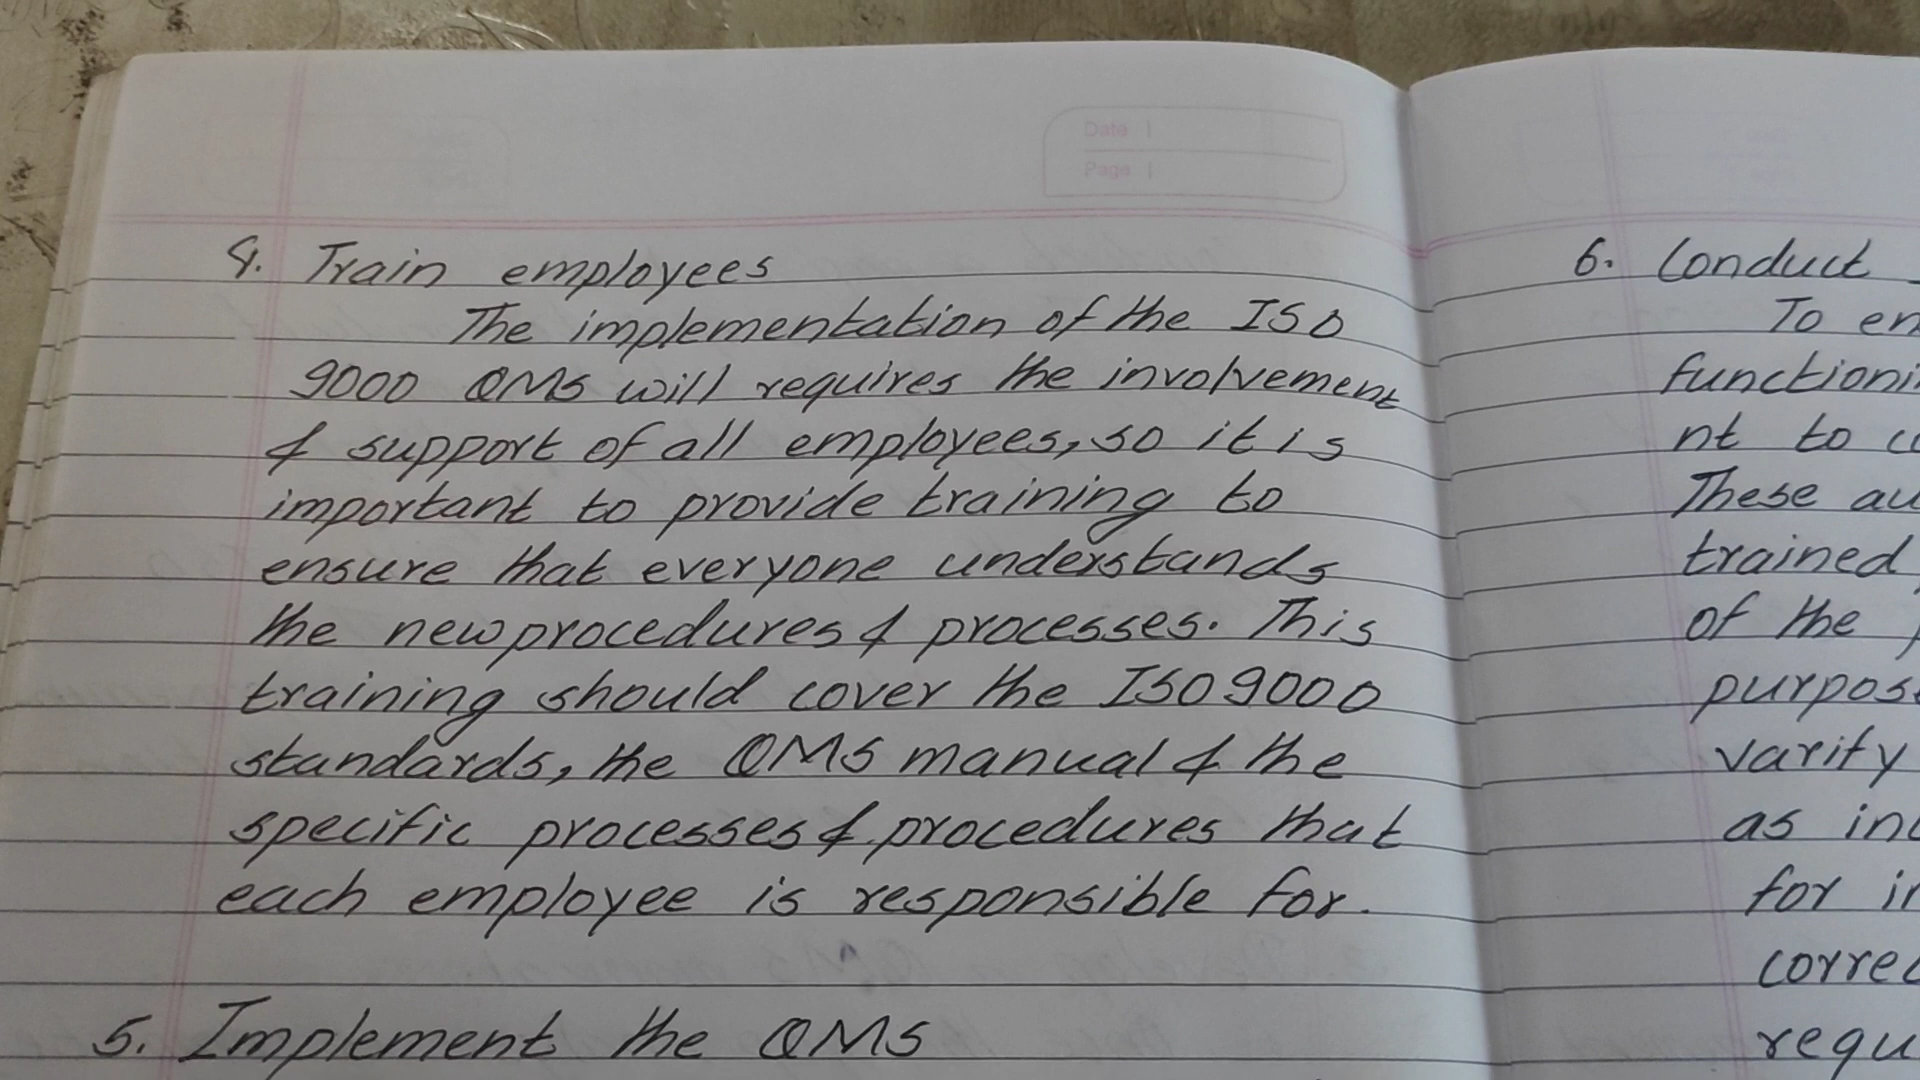 Date
Page
4. Train employees
The implementation of the ISO
9000 QMS will requires the involvement
& support of all employees, so it is
important to provide training to
ensure that everyone understands
the new procedures & processes. This
training should cover the ISO 9000
standards, the QMS manual & the
specific processes & procedures that
each employee is responsible for.
5. Implement the QMS
6. Conduct
To en
functioni
nt to
These au
trained
of the
purpos
varify
as in
for in
correc
requ